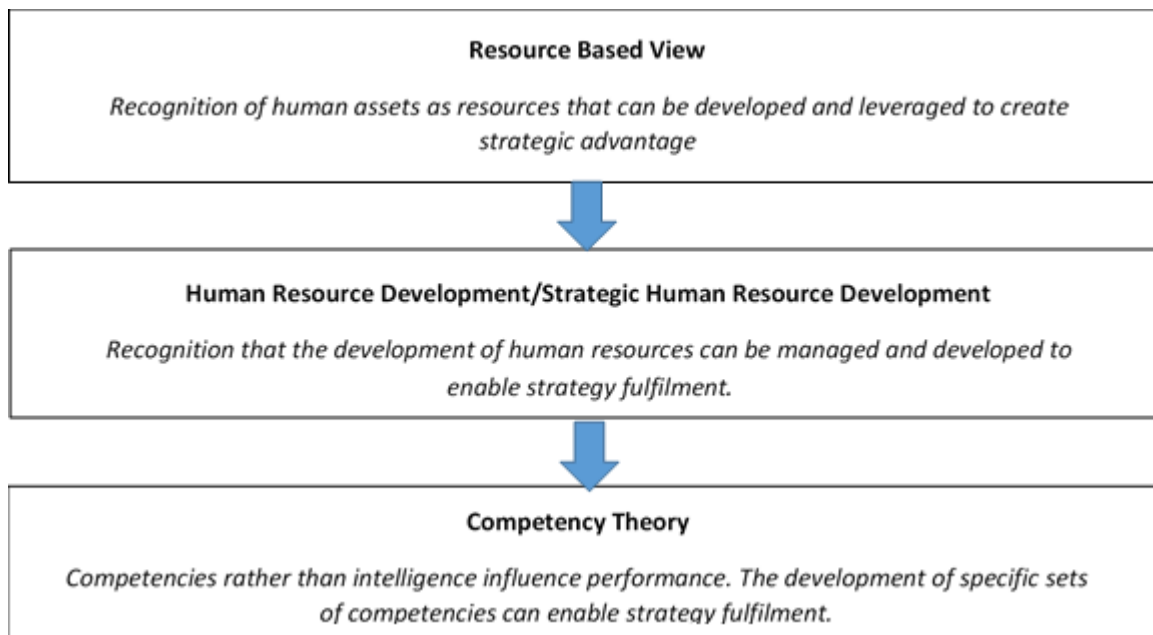 Resource Based View
Recognition of human assets as resources that can be developed and leveraged to create
strategic advantage
Human Resource Development/Strategic Human Resource Development
Recognition that the development of human resources can be managed and developed to
enable strategy fulfilment.
Competency Theory
Competencies rather than intelligence influence performance. The development of specific sets
of competencies can enable strategy fulfilment.